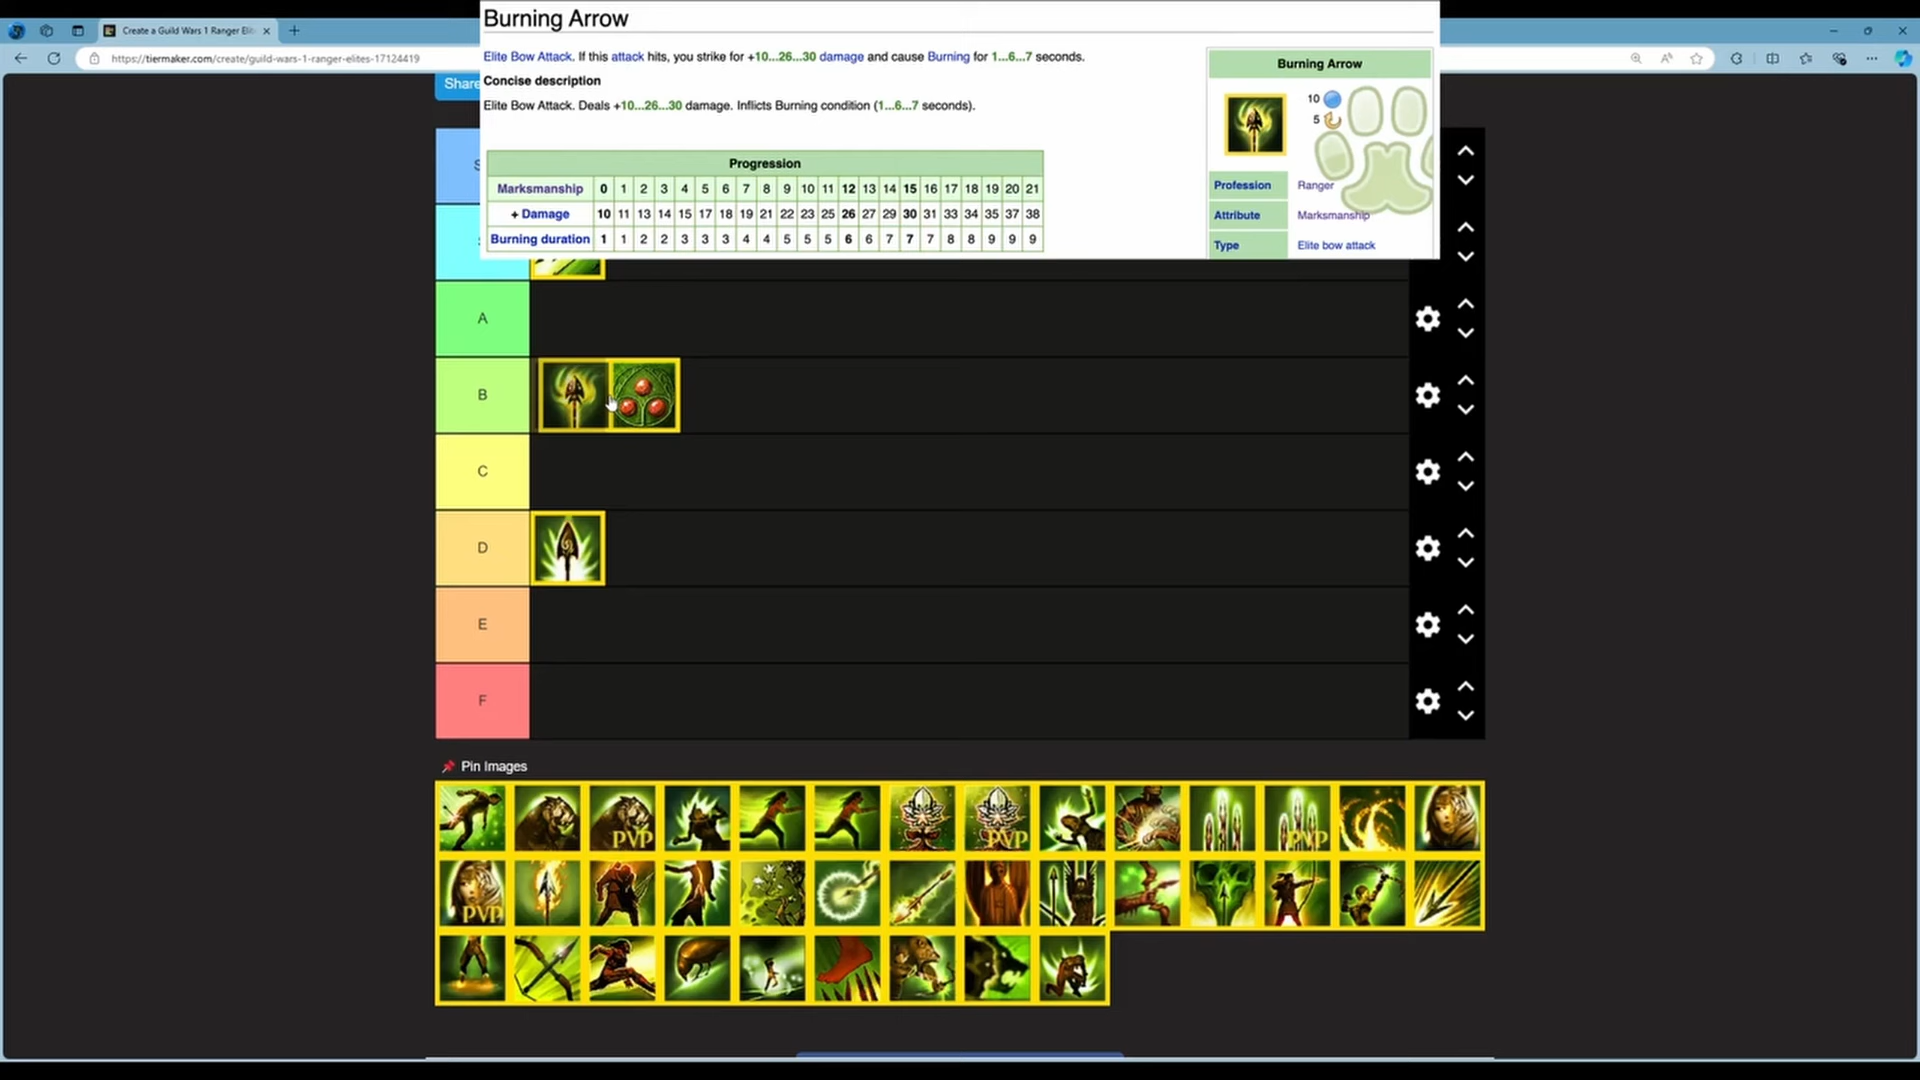 Burning Arrow
Create a Guild Wars 1 Ranger Eli
https://tiermaker.com/create/guild-wars-1-ranger-elites-17124419
Share
Elite Bow Attack. If this attack hits, you strike for +10...26...30 damage and cause Burning for 1...6...7 seconds.
Concise description
Elite Bow Attack. Deals +10...26...30 damage. Inflicts Burning condition (1...6...7 seconds).
Progression
Marksmanship 0 1 2 3 4 5 6 7 8 9 10 11 12 13 14 15 16 17 18 19 20 21
+ Damage 10 11 13 14 15 17 18 19 21 22 23 25 26 27 29 30 31 33 34 35 37 38
Burning duration 1 1 2 2 3 3 3 4 4 5 5 5 6 6 7 7 7 8 8 9 9 9
Burning Arrow
10
5
Profession Ranger
Attribute Marksmanship
Type Elite bow attack
A
B
C
D
E
F
Pin Images
PVP
PVP
PVP
PVP